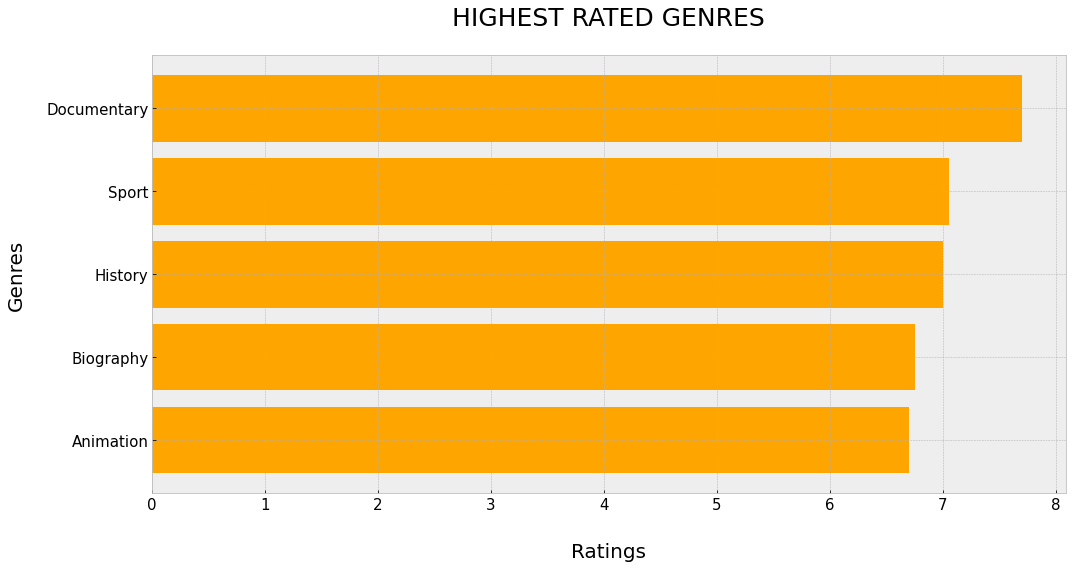 HIGHEST RATED GENRES
Genres
Documentary
Sport
History
Biography
Animation
0 1 2 3 4 5 6 7 8
Ratings